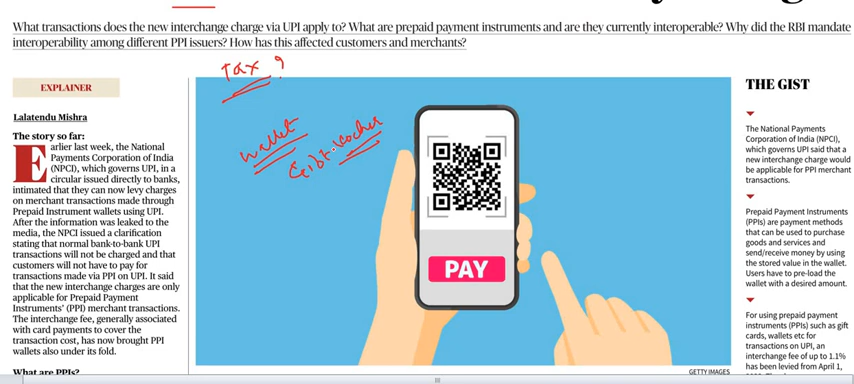 What transactions does the new interchange charge via UPI apply to? What are prepaid payment instruments and are they currently interoperable? Why did the RBI mandate
interoperability among different PPI issuers? How has this affected customers and merchants?
EXPLAINER
Lalatendu Mishra
The story so far:
Earlier last week, the National
Payments Corporation of India
(NPCI), which governs UPI, in a
circular issued directly to banks,
intimated that they can now levy charges
on merchant transactions made through
Prepaid Instrument wallets using UPI.
After the information was leaked to the
media, the NPCI issued a clarification
stating that normal bank-to-bank UPI
transactions will not be charged and that
customers will not have to pay for
transactions made via PPI on UPI. It said
that the new interchange charges are only
applicable for Prepaid Payment
Instruments' (PPI) merchant transactions.
The interchange fee, generally associated
with card payments to cover the
transaction cost, has now brought PPI
wallets also under its fold.
What are PPIs?
Tax ?
wallet
PAY
GETTY IMAGES
THE GIST
The National Payments
Corporation of India (NPCI),
which governs UPI said that a
new interchange charge would
be applicable for PPI merchant
transactions.
Prepaid Payment Instruments
(PPIs) are payment methods
that can be used to purchase
goods and services and
send/receive money by using
the stored value in the wallet.
Users have to pre-load the
wallet with a desired amount.
For using prepaid payment
instruments (PPIs) such as gift
cards, wallets etc for
transactions on UPI, an
interchange fee of up to 1.1%
has been levied from April 1,